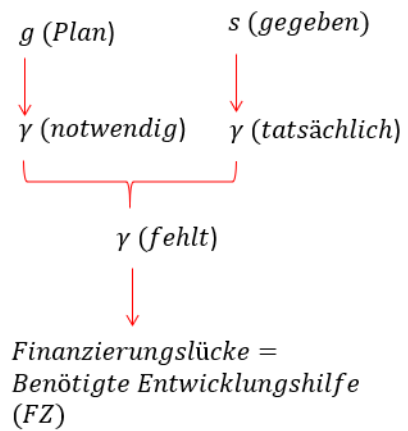 g (Plan)
s (gegeben)
γ (notwendig)
γ (tatsächlich)
γ (fehlt)
Finanzierungslücke =
Benötigte Entwicklungshilfe
(FZ)